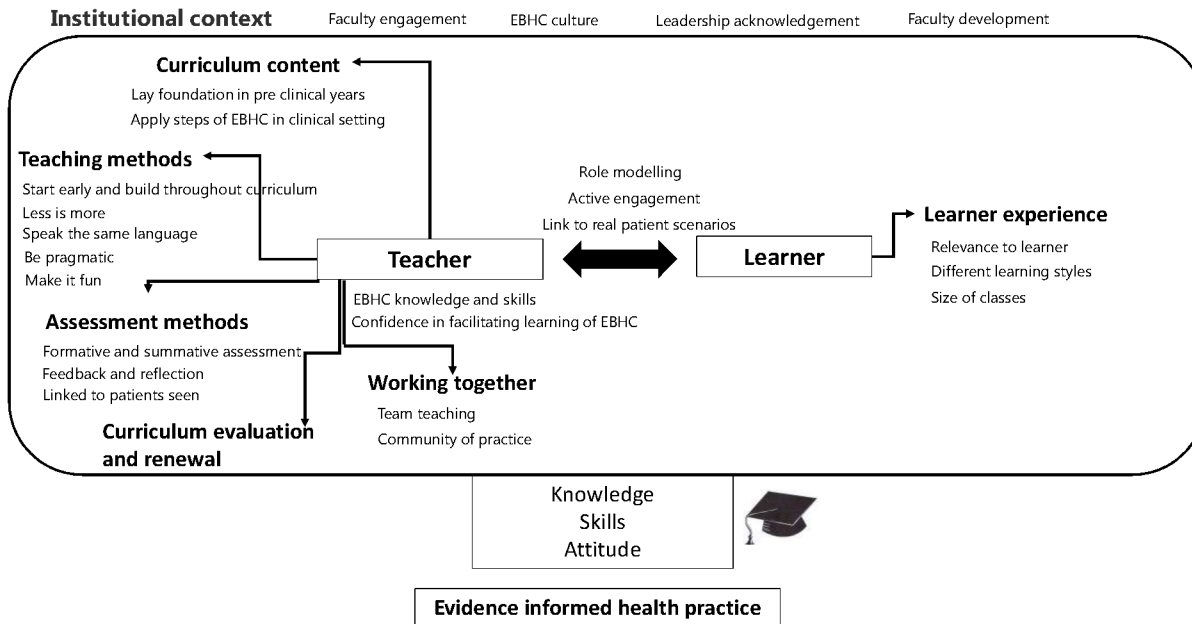 Institutional context
Faculty engagement
EBHC culture
Leadership acknowledgement
Faculty development
Curriculum content
Lay foundation in pre clinical years
Apply steps of EBHC in clinical setting
Teaching methods
Start early and build throughout curriculum
Less is more
Speak the same language
Be pragmatic
Make it fun
Role modelling
Active engagement
Link to real patient scenarios
Teacher
Learner
Learner experience
Relevance to learner
Different learning styles
Size of classes
EBHC knowledge and skills
Confidence in facilitating learning of EBHC
Assessment methods
Formative and summative assessment
Feedback and reflection
Linked to patients seen
Working together
Team teaching
Community of practice
Curriculum evaluation
and renewal
Knowledge
Skills
Attitude
Evidence informed health practice